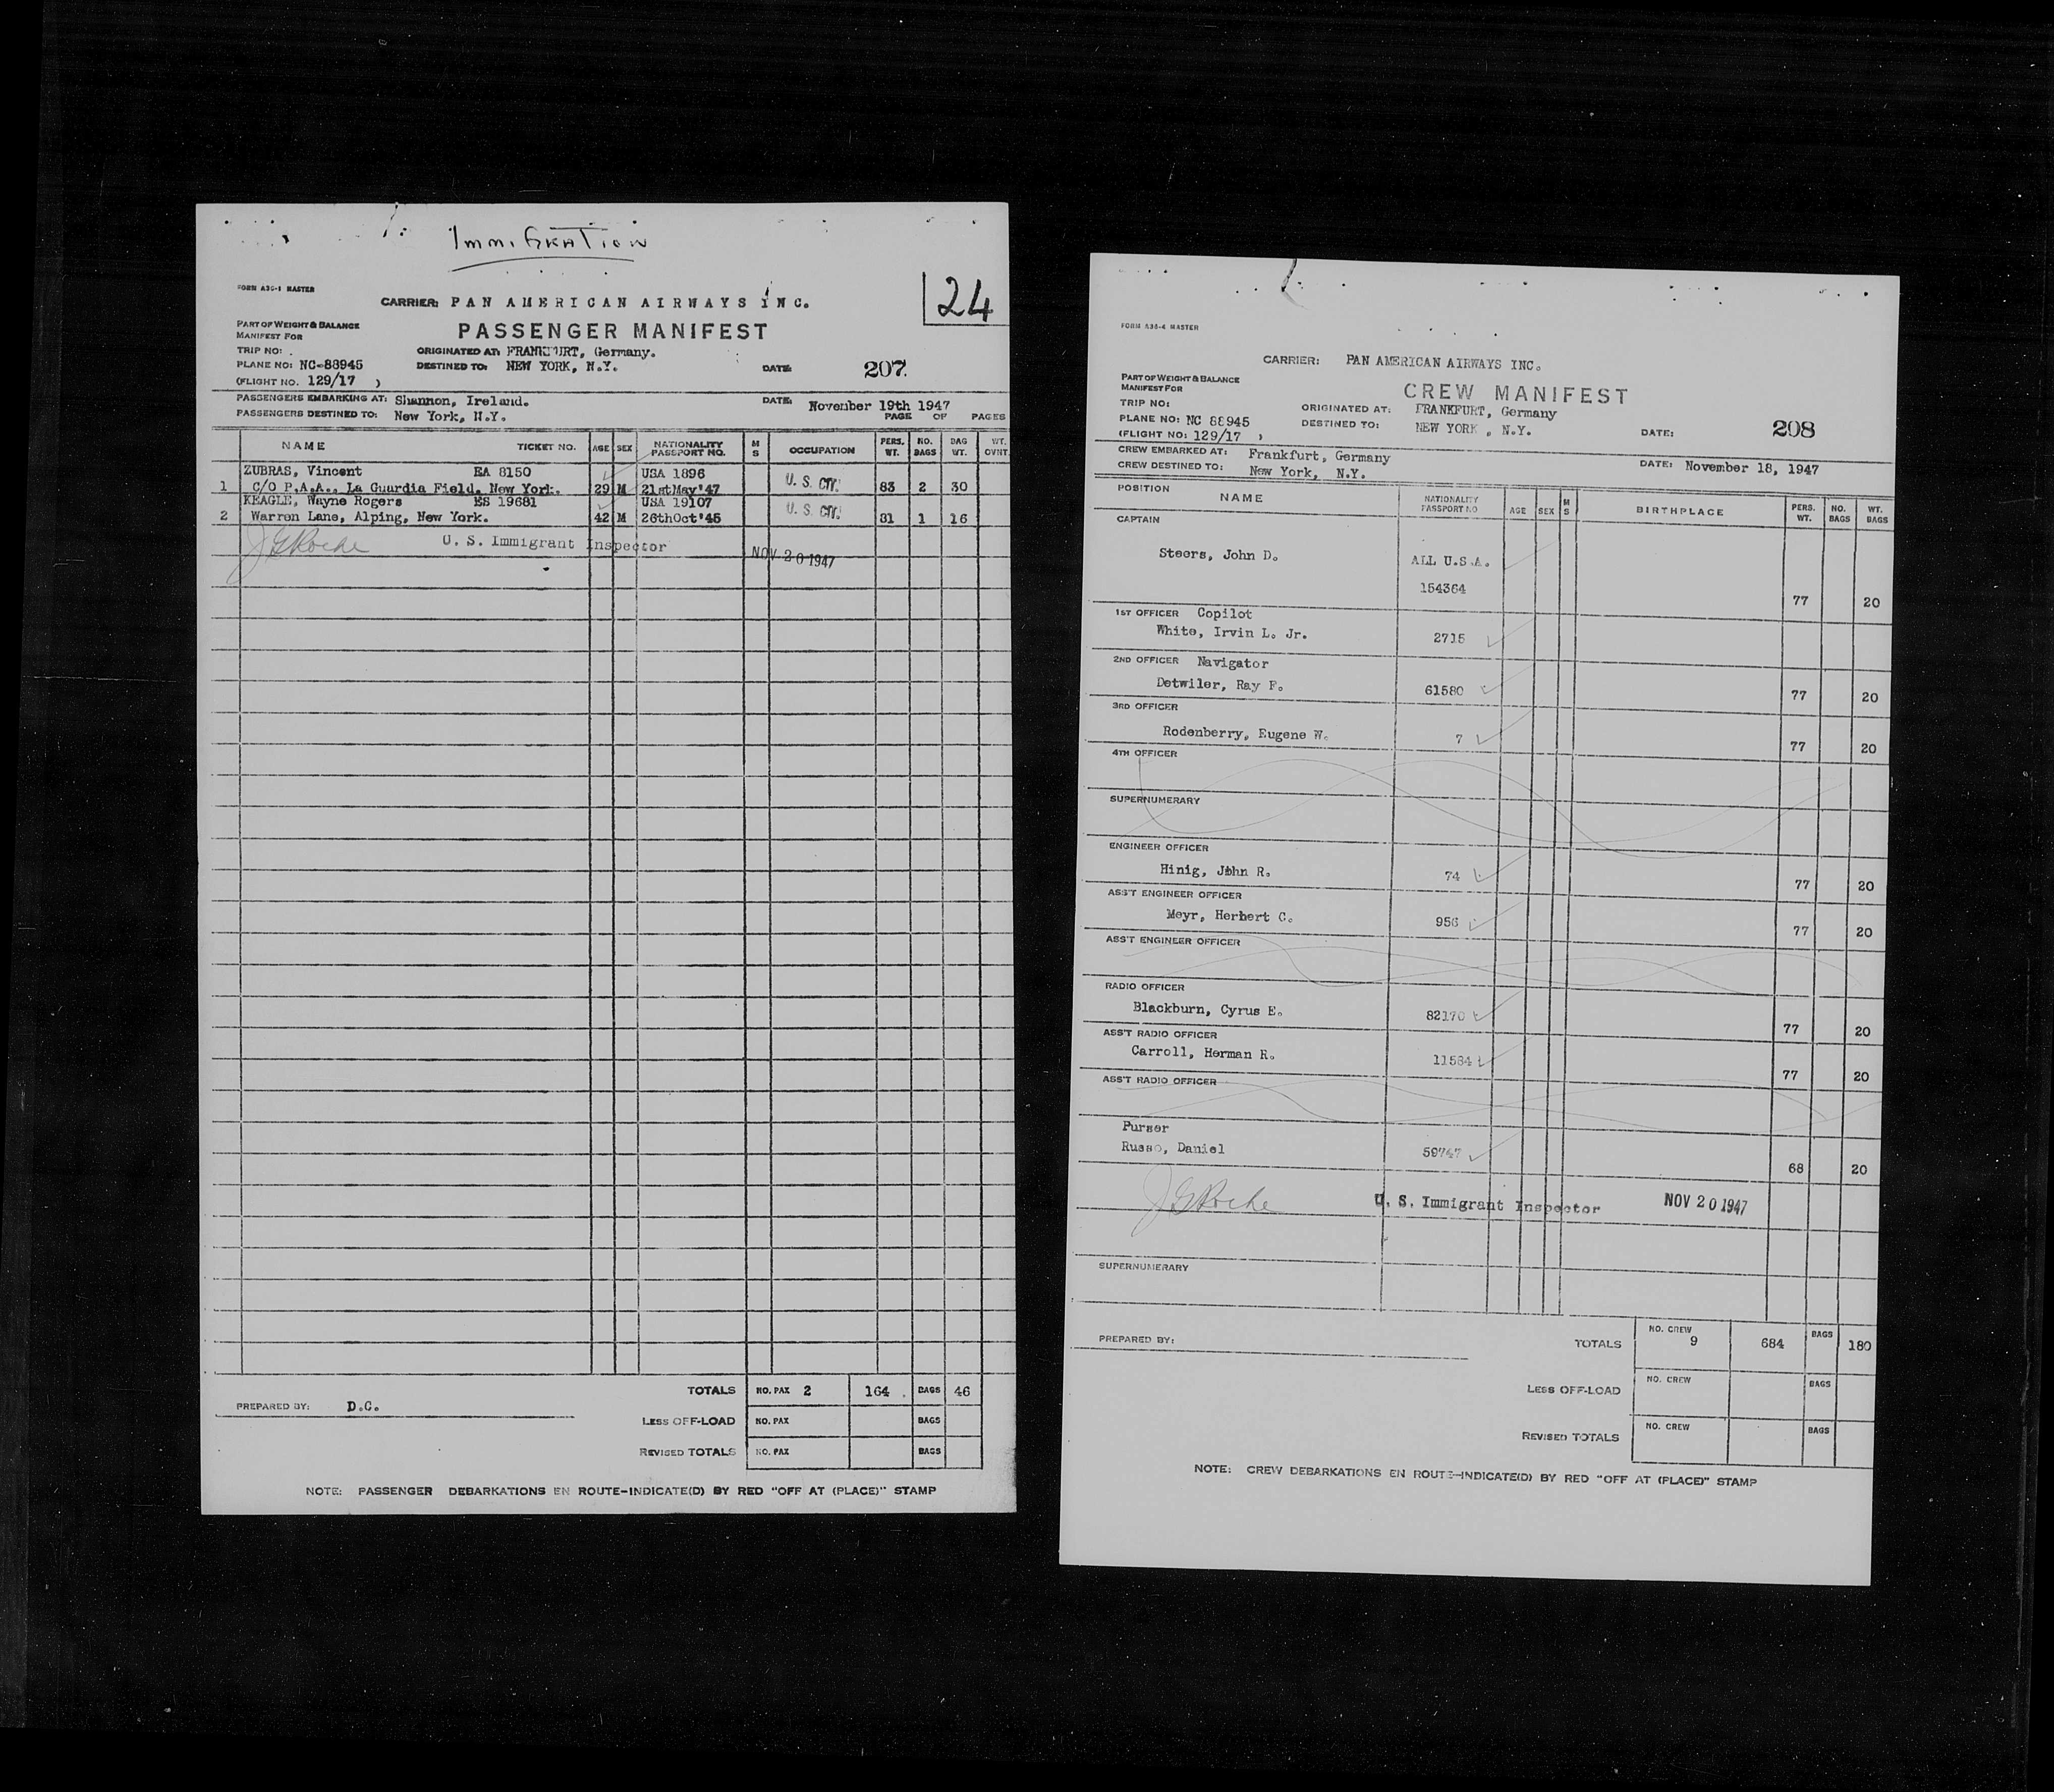 Immigration
24
FORM A36-1 MASTER
CARRIER: PAN AMERICAN AIRWAYS INC.
PART OF WEIGHT & BALANCE
MANIFEST FOR
PASSENGER MANIFEST
TRIP NO:
ORIGINATED AT: FRANKFURT, Germany.
PLANE NO: NC-88945
DESTINED TO: NEW YORK, N.Y.
DATE:
207.
(FLIGHT NO. 129/17 )
PASSENGERS EMBARKING AT: Shannon, Ireland.
DATE: November 19th 1947
PASSENGERS DESTINED TO: New York, N.Y.
PAGE OF PAGES
NAME TICKET NO. AGE SEX NATIONALITY PASSPORT NO. M S OCCUPATION PERS. WT. NO. BAGS BAG WT. WT. OVNT.
ZUBRAS, Vincent EA 8150 USA 1896
1 C/O P.A.A., La Guardia Field, New York. 29 M 21stMay'47 U. S. CIT. 83 2 30
KEAGLE, Wayne Rogers ES 19681 USA 19107
2 Warren Lane, Alping, New York. 42 M 26thOct'45 U. S. CIT. 81 1 16
J G Roche U. S. Immigrant Inspector NOV 20 1947
TOTALS NO. PAX 2 164 . BAGS 46
PREPARED BY: D.C.
LESS OFF-LOAD NO. PAX BAGS
REVISED TOTALS NO. PAX BAGS
NOTE: PASSENGER DEBARKATIONS EN ROUTE-INDICATE(D) BY RED "OFF AT (PLACE)" STAMP
FORM A36-4 MASTER
CARRIER: PAN AMERICAN AIRWAYS INC.
PART OF WEIGHT & BALANCE
MANIFEST FOR
CREW MANIFEST
TRIP NO:
ORIGINATED AT: FRANKFURT, Germany
PLANE NO: NC 88945
DESTINED TO: NEW YORK , N.Y.
DATE:
208
(FLIGHT NO: 129/17 )
CREW EMBARKED AT: Frankfurt, Germany
DATE: November 18, 1947
CREW DESTINED TO: New York, N.Y.
POSITION NAME NATIONALITY PASSPORT NO AGE SEX M S BIRTHPLACE PERS. WT. NO. BAGS WT. BAGS
CAPTAIN
Steers, John D. ALL U.S.A.
154364 77 20
1ST OFFICER Copilot
White, Irvin L. Jr. 2715
2ND OFFICER Navigator
Detwiler, Ray F. 61580 77 20
3RD OFFICER
Rodenberry, Eugene W. 7 77 20
4TH OFFICER
SUPERNUMERARY
ENGINEER OFFICER
Hinig, John R. 74 77 20
ASS'T ENGINEER OFFICER
Meyr, Herbert C. 956 77 20
ASS'T ENGINEER OFFICER
RADIO OFFICER
Blackburn, Cyrus E. 82170 77 20
ASS'T RADIO OFFICER
Carroll, Herman R. 11584 77 20
ASS'T RADIO OFFICER
Purser
Russo, Daniel 59747 68 20
J G Roche U. S. Immigrant Inspector NOV 20 1947
SUPERNUMERARY
PREPARED BY:
TOTALS NO. CREW 9 684 BAGS 180
LESS OFF-LOAD NO. CREW BAGS
REVISED TOTALS NO. CREW BAGS
NOTE: CREW DEBARKATIONS EN ROUTE-INDICATE(D) BY RED "OFF AT (PLACE)" STAMP